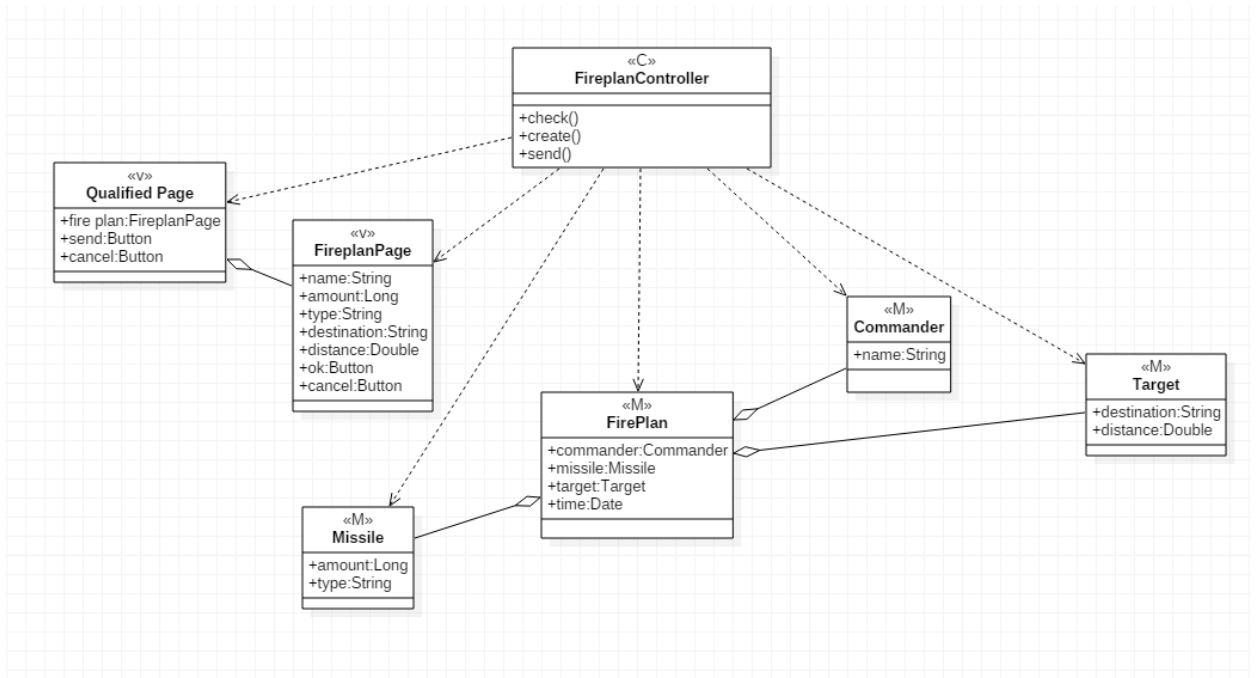 «C»
FireplanController
+check()
+create()
+send()
«v»
Qualified Page
+fire plan:FireplanPage
+send:Button
+cancel:Button
«v»
FireplanPage
+name:String
+amount:Long
+type:String
+destination:String
+distance:Double
+ok:Button
+cancel:Button
«M»
Commander
+name:String
«M»
Target
+destination:String
+distance:Double
«M»
FirePlan
+commander:Commander
+missile:Missile
+target:Target
+time:Date
«M»
Missile
+amount:Long
+type:String